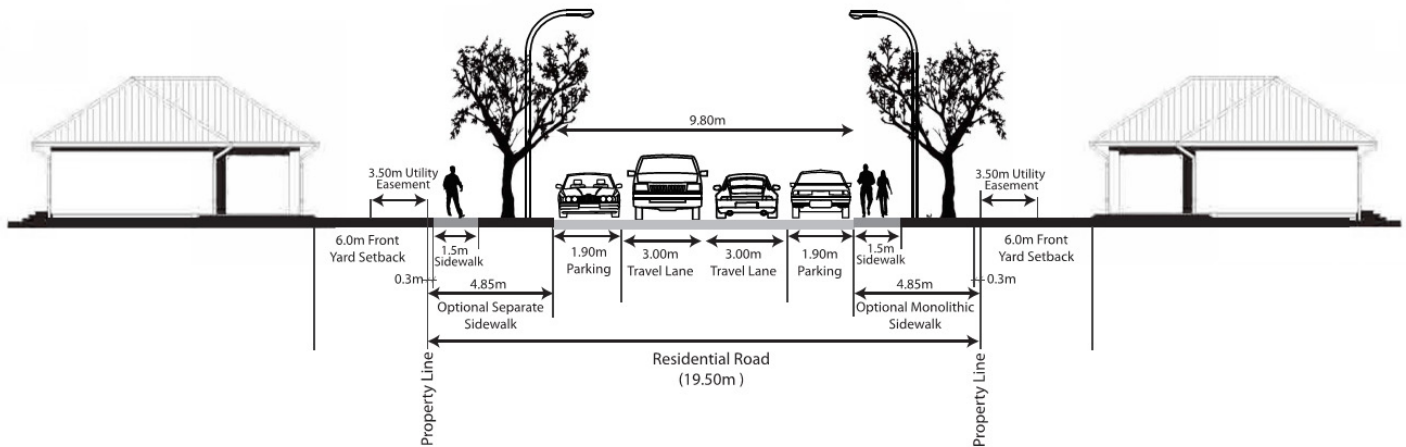 9.80m
3.50m Utility
Easement
3.50m Utility
Easement
6.0m Front
Yard Setback
1.5m
Sidewalk
1.90m
Parking
3.00m
Travel Lane
3.00m
Travel Lane
1.90m
Parking
1.5m
Sidewalk
6.0m Front
Yard Setback
0.3m
4.85m
Optional Separate
Sidewalk
4.85m
Optional Monolithic
Sidewalk
0.3m
Residential Road
(19.50m )
Property Line
Property Line